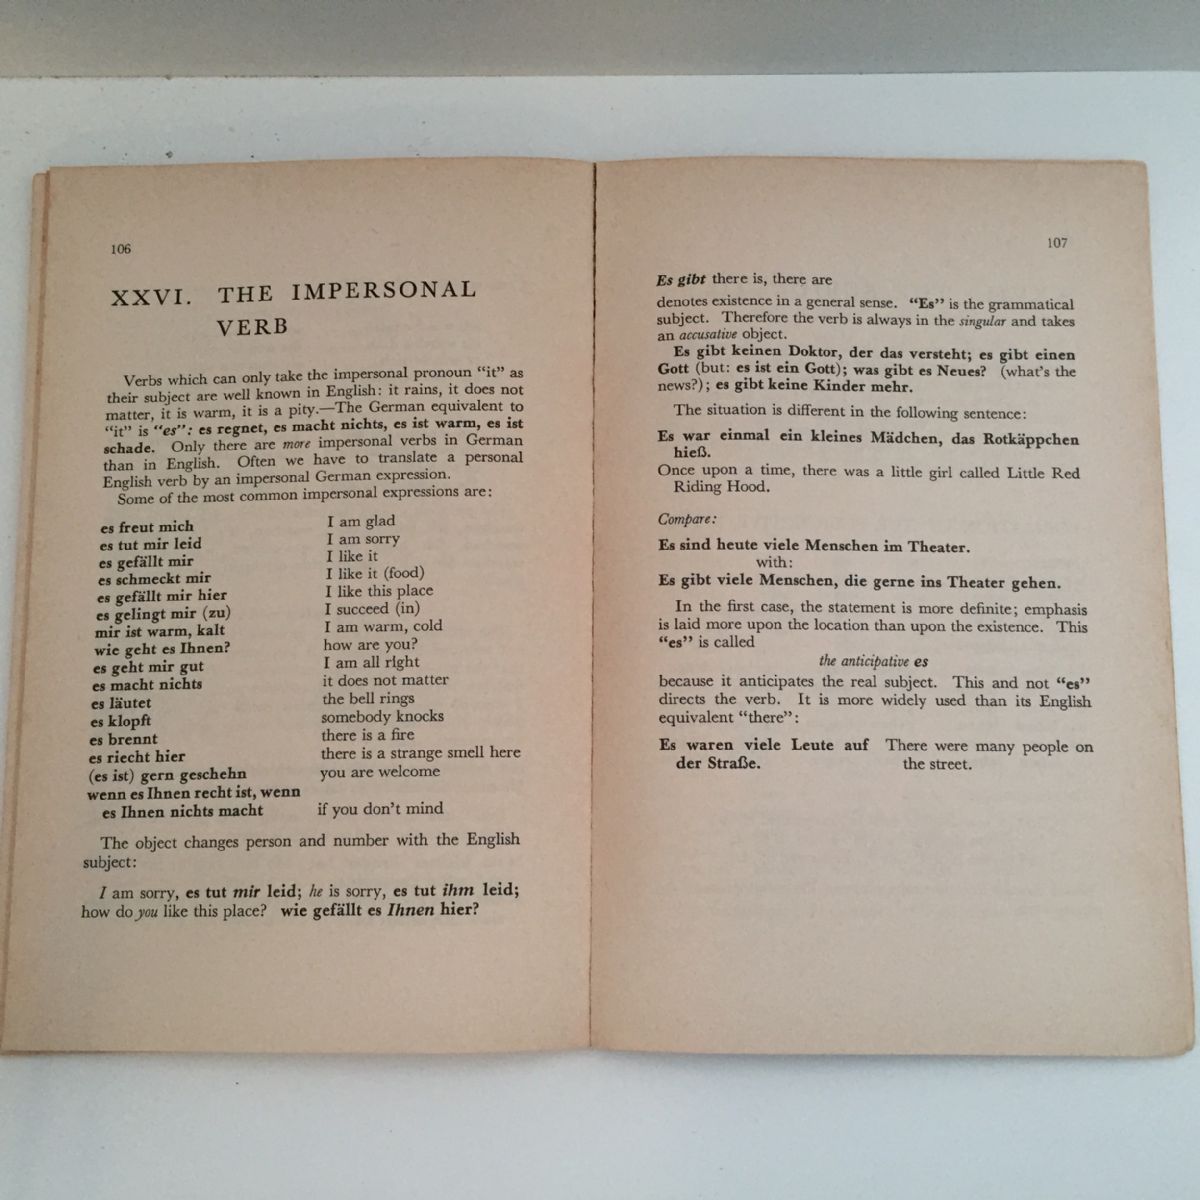 106
XXVI. THE IMPERSONAL
VERB
Verbs which can only take the impersonal pronoun “it” as
their subject are well known in English: it rains, it does not
matter, it is warm, it is a pity.—The German equivalent to
“it” is “es”: es regnet, es macht nichts, es ist warm, es ist
schade. Only there are more impersonal verbs in German
than in English. Often we have to translate a personal
English verb by an impersonal German expression.
Some of the most common impersonal expressions are:
es freut mich I am glad
es tut mir leid I am sorry
es gefällt mir I like it
es schmeckt mir I like it (food)
es gefällt mir hier I like this place
es gelingt mir (zu) I succeed (in)
mir ist warm, kalt I am warm, cold
wie geht es Ihnen? how are you?
es geht mir gut I am all right
es macht nichts it does not matter
es läutet the bell rings
es klopft somebody knocks
es brennt there is a fire
es riecht hier there is a strange smell here
(es ist) gern geschehn you are welcome
wenn es Ihnen recht ist, wenn
es Ihnen nichts macht if you don’t mind
The object changes person and number with the English
subject:
I am sorry, es tut mir leid; he is sorry, es tut ihm leid;
how do you like this place? wie gefällt es Ihnen hier?
107
Es gibt there is, there are
denotes existence in a general sense. “Es” is the grammatical
subject. Therefore the verb is always in the singular and takes
an accusative object.
Es gibt keinen Doktor, der das versteht; es gibt einen
Gott (but: es ist ein Gott); was gibt es Neues? (what’s the
news?); es gibt keine Kinder mehr.
The situation is different in the following sentence:
Es war einmal ein kleines Mädchen, das Rotkäppchen
hieß.
Once upon a time, there was a little girl called Little Red
Riding Hood.
Compare:
Es sind heute viele Menschen im Theater.
with:
Es gibt viele Menschen, die gerne ins Theater gehen.
In the first case, the statement is more definite; emphasis
is laid more upon the location than upon the existence. This
“es” is called
the anticipative es
because it anticipates the real subject. This and not “es”
directs the verb. It is more widely used than its English
equivalent “there”:
Es waren viele Leute auf There were many people on
der Straße. the street.